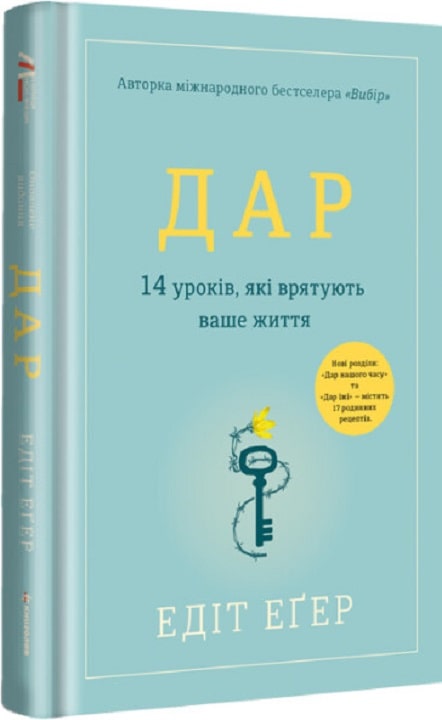 Авторка міжнародного бестселера «Вибір»
ДАР
14 уроків, які врятують
ваше життя
Нові розділи:
«Дар нашого часу»
та
«Дар їжі» – містить
17 родинних
рецептів.
ЕДІТ ЕҐЕР
ДАР
ЕДІТ ЕҐЕР
КНИГОЛАВ